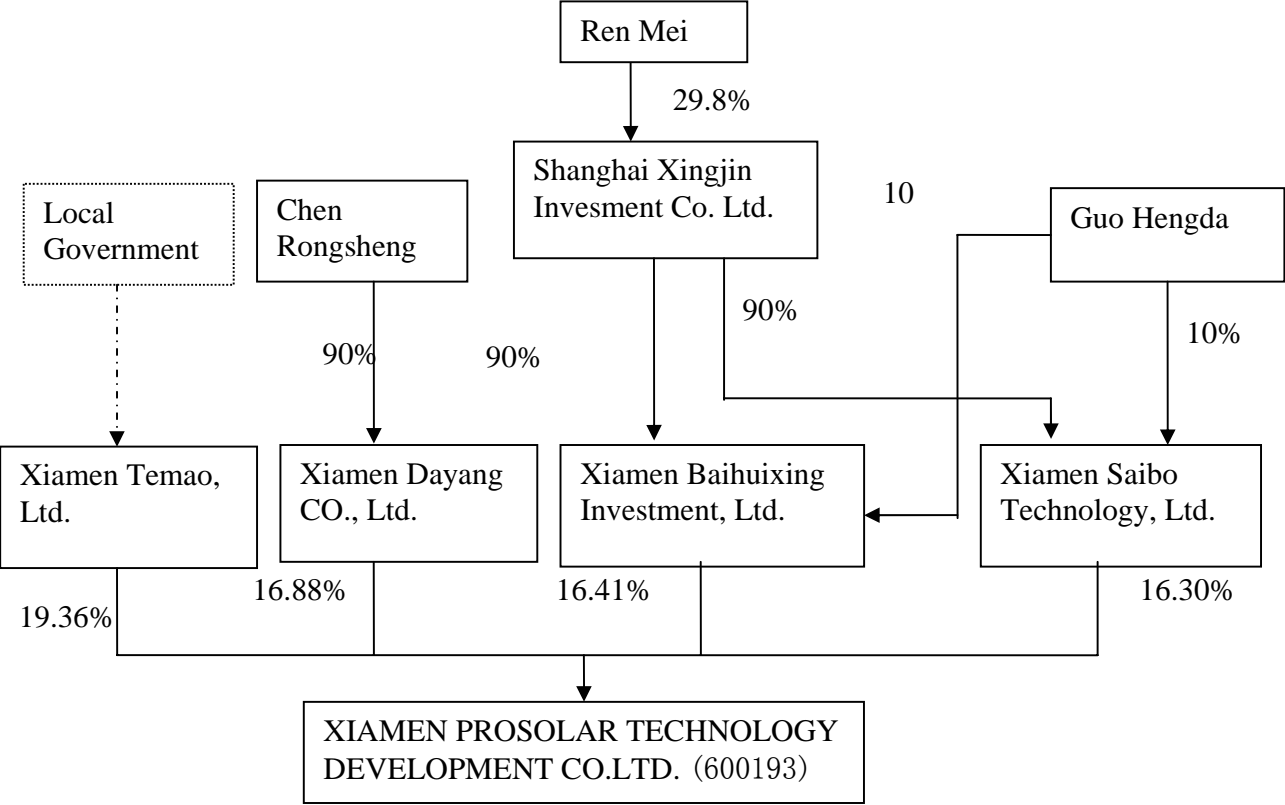 Ren Mei
29.8%
Shanghai Xingjin
Invesment Co. Ltd.
10
Local
Government
Chen
Rongsheng
Guo Hengda
90%
10%
90%
90%
Xiamen Temao,
Ltd.
Xiamen Dayang
CO., Ltd.
Xiamen Baihuixing
Investment, Ltd.
Xiamen Saibo
Technology, Ltd.
19.36%
16.88%
16.41%
16.30%
XIAMEN PROSOLAR TECHNOLOGY
DEVELOPMENT CO.LTD. (600193)